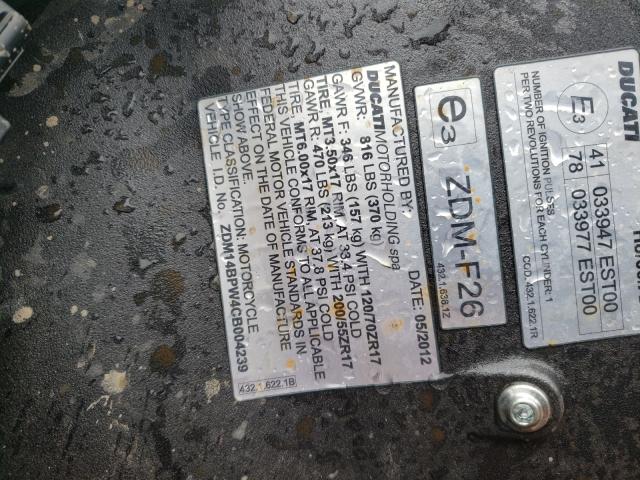 MANUFACTURED BY:
DUCATIMOTORHOLDING spa
DATE: 05/2012
GVWR: 816 LBS (370 kg)
GAWR F: 346 LBS (157 kg) WITH 120/70ZR17
TIRE, MT3.50x17 RIM, AT 33,4 PSI COLD
GAWR R: 470 LBS (213 kg) WITH 200/55ZR17
TIRE, MT6.00x17 RIM, AT 37,8 PSI COLD
THIS VEHICLE CONFORMS TO ALL APPLICABLE
FEDERAL MOTOR VEHICLE STANDARDS IN
EFFECT ON THE DATE OF MANUFACTURE
SHOW ABOVE.
TYPE CLASSIFICATION: MOTORCYCLE
VEHICLE I.D. No. ZDM14BPW4CB004239
432.1.622.1B
e3 ZDM-F26
432.1.638.1Z
DUCATI
E3 41 033947 EST00
78 033977 EST00
NUMBER OF IGNITION PULSES
PER TWO REVOLUTIONS FOR EACH CYLINDER: 1
COD. 432.1.622.1R